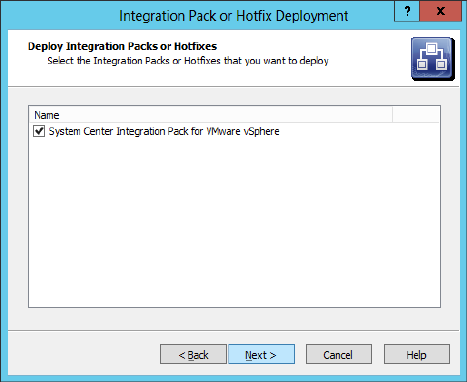 Integration Pack or Hotfix Deployment
? X
Deploy Integration Packs or Hotfixes
Select the Integration Packs or Hotfixes that you want to deploy
Name
System Center Integration Pack for VMware vSphere
< Back Next > Cancel Help